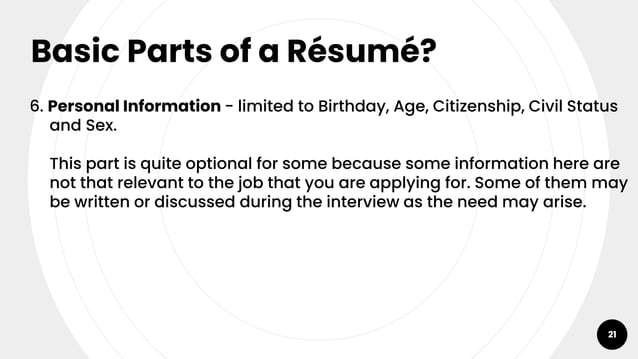 Basic Parts of a Résumé?
6. Personal Information - limited to Birthday, Age, Citizenship, Civil Status
and Sex.
This part is quite optional for some because some information here are
not that relevant to the job that you are applying for. Some of them may
be written or discussed during the interview as the need may arise.
21